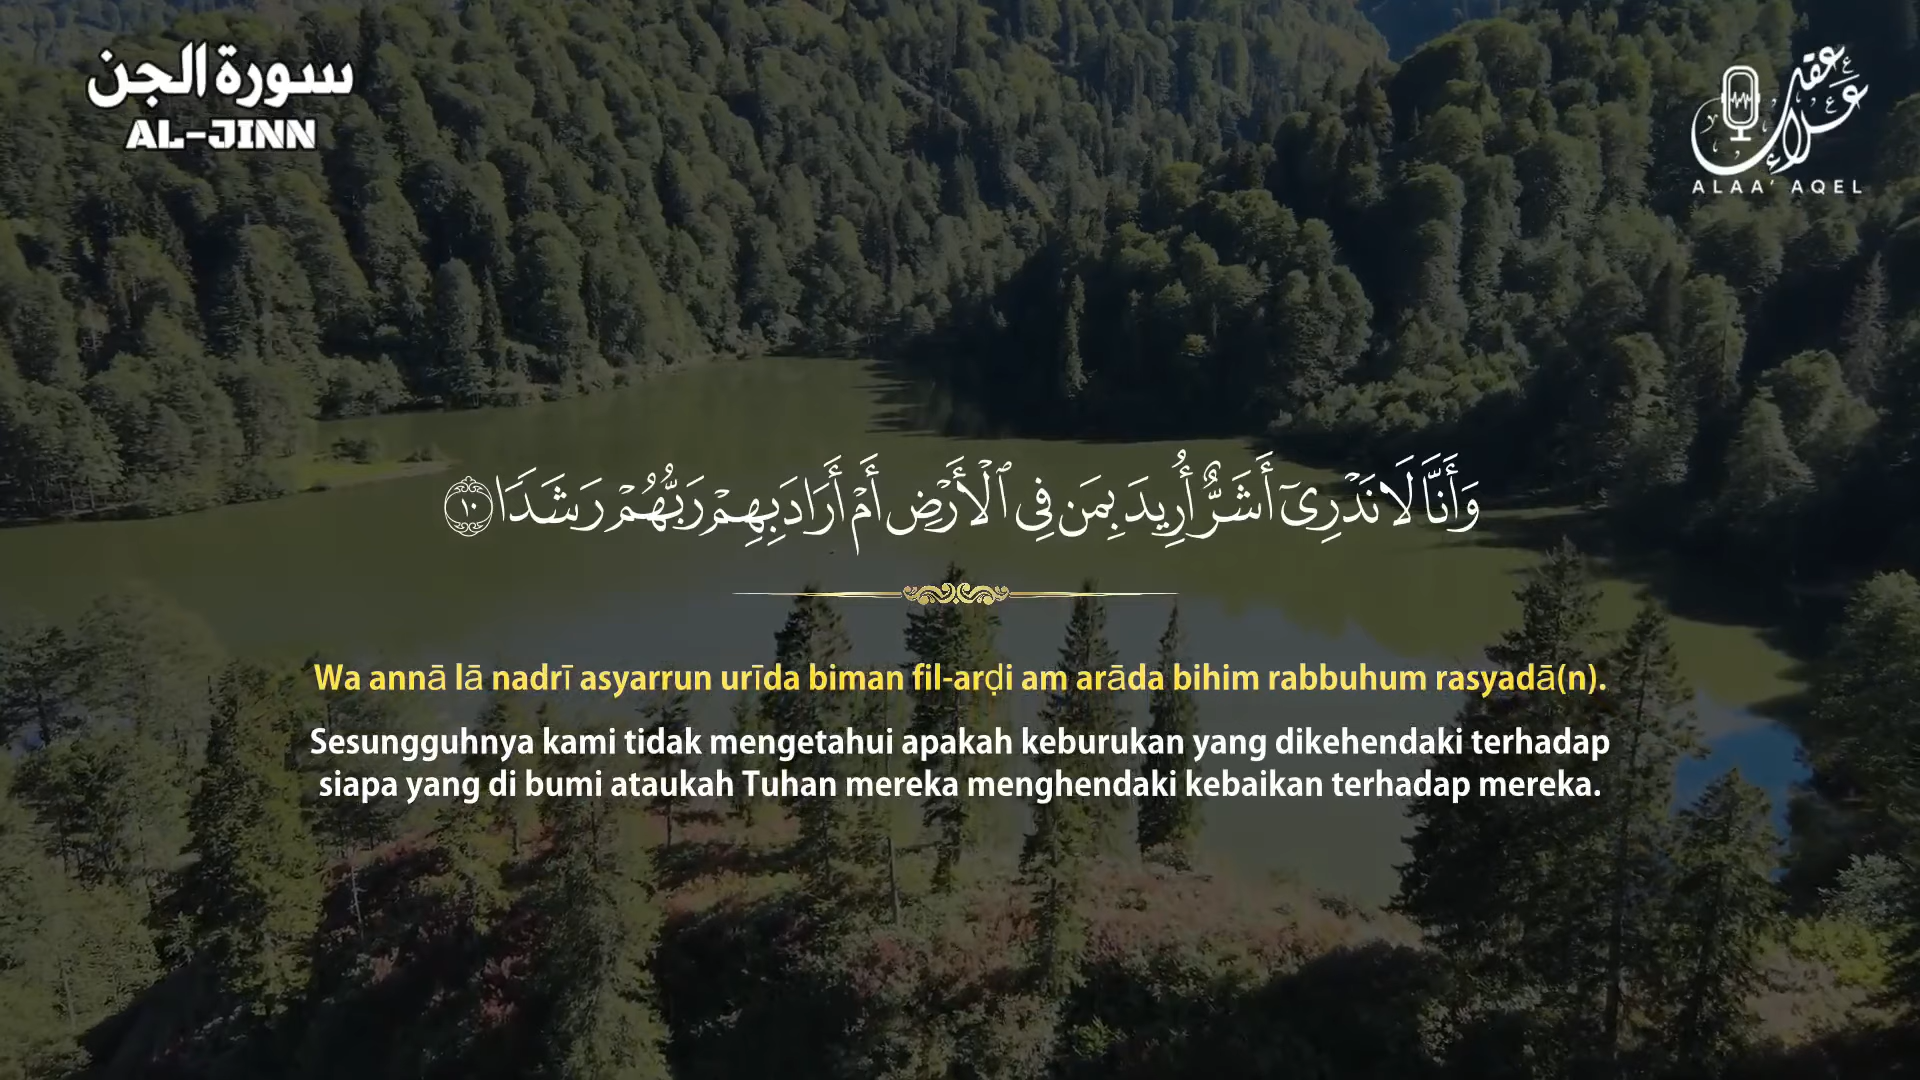 سورة الجن
AL-JINN
علاء عقل
ALAA' AQEL
وَأَنَّا لَا نَدْرِىٓ أَشَرٌّ أُرِيدَ بِمَن فِى ٱلْأَرْضِ أَمْ أَرَادَ بِهِمْ رَبُّهُمْ رَشَدًا ١٠
Wa annā lā nadrī asyarrun urīda biman fil-arḍi am arāda bihim rabbuhum rasyadā(n).
Sesungguhnya kami tidak mengetahui apakah keburukan yang dikehendaki terhadap
siapa yang di bumi ataukah Tuhan mereka menghendaki kebaikan terhadap mereka.